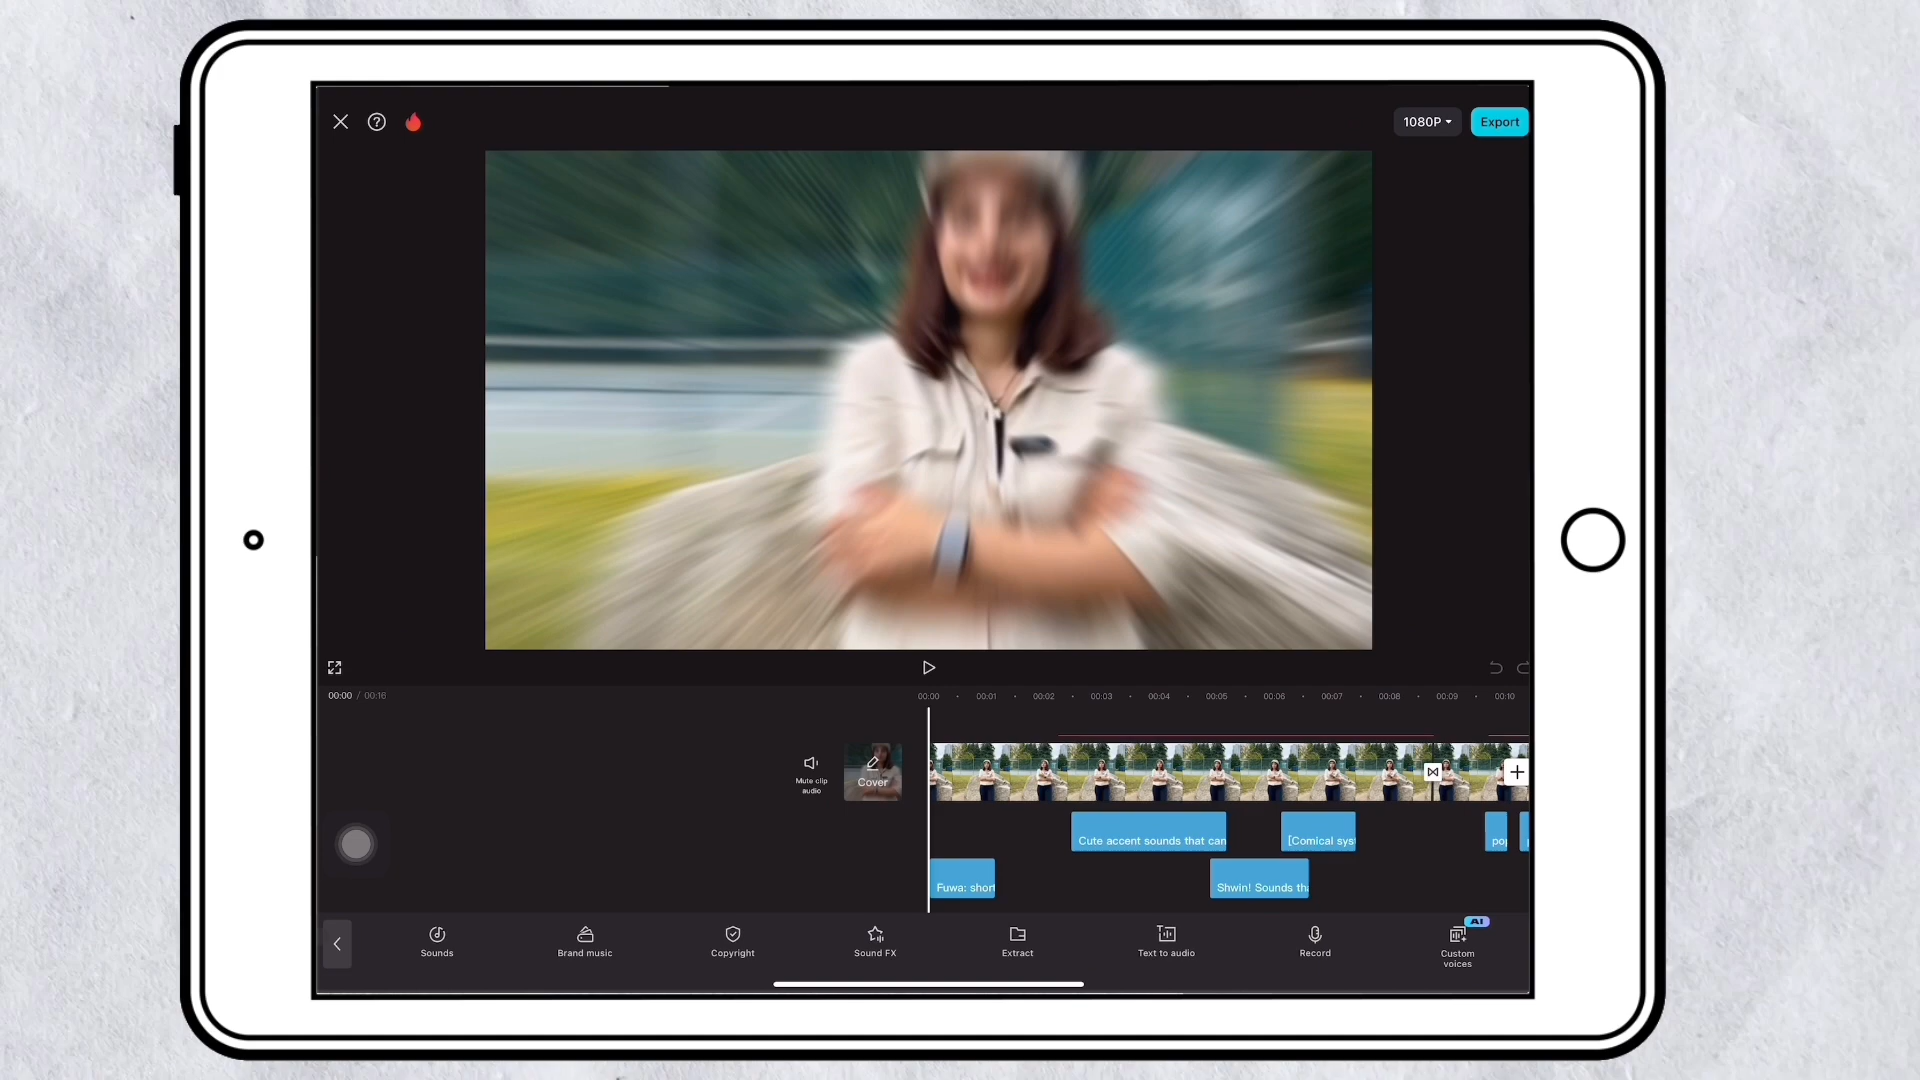 1080P
Export
00:00 / 00:16
00:00 00:01 00:02 00:03 00:04 00:05 00:06 00:07 00:08 00:09 00:10
Mute clip
audio
Cover
Cute accent sounds that can
[Comical sys
pop
Fuwa: short
Shwin! Sounds tha
AI
Sounds
Brand music
Copyright
Sound FX
Extract
Text to audio
Record
Custom
voices